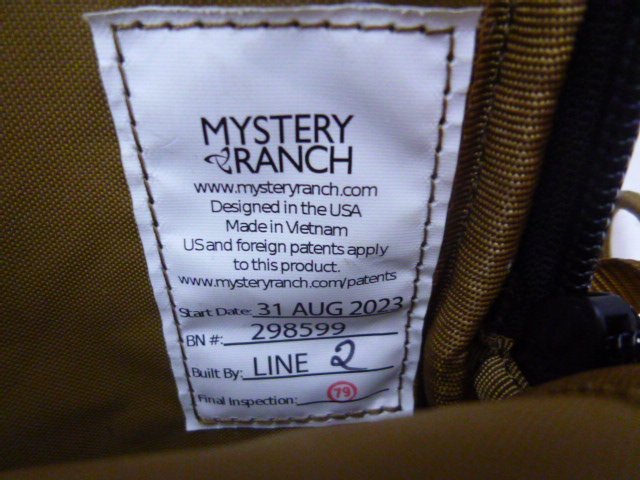 MYSTERY
RANCH
www.mysteryranch.com
Designed in the USA
Made in Vietnam
US and foreign patents apply
to this product.
www.mysteryranch.com/patents
Start Date: 31 AUG 2023
BN #: 298599
Built By: LINE 2
Final Inspection: 79